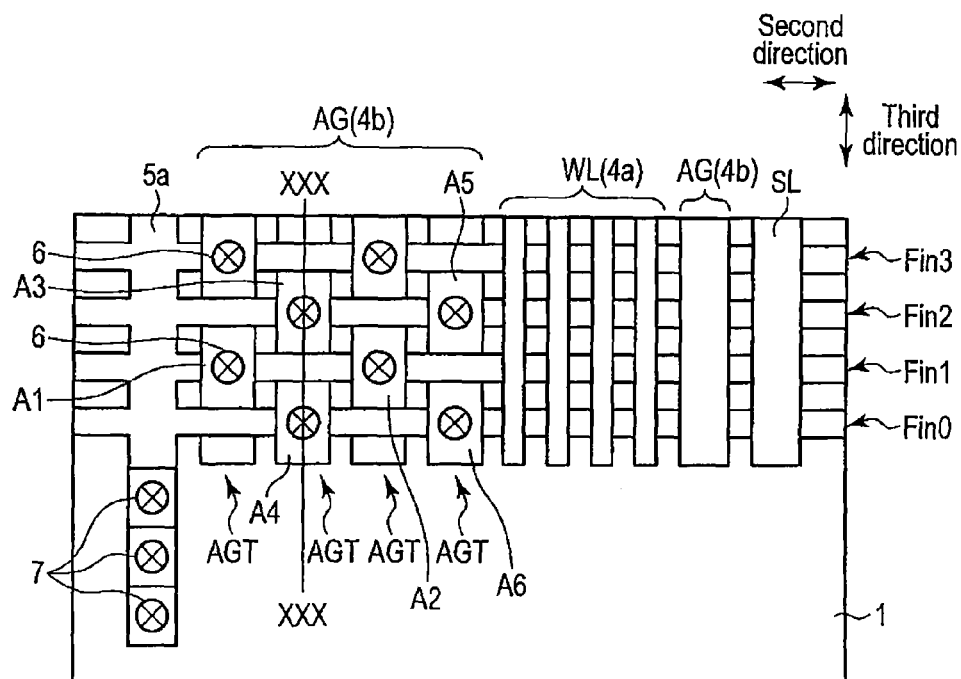 Second
direction
Third
direction
AG(4b)
5a
XXX
A5
WL(4a)
AG(4b)
SL
6
Fin3
A3
Fin2
6
Fin1
A1
Fin0
A4
AGT
AGT
AGT
AGT
7
A2
A6
XXX
1